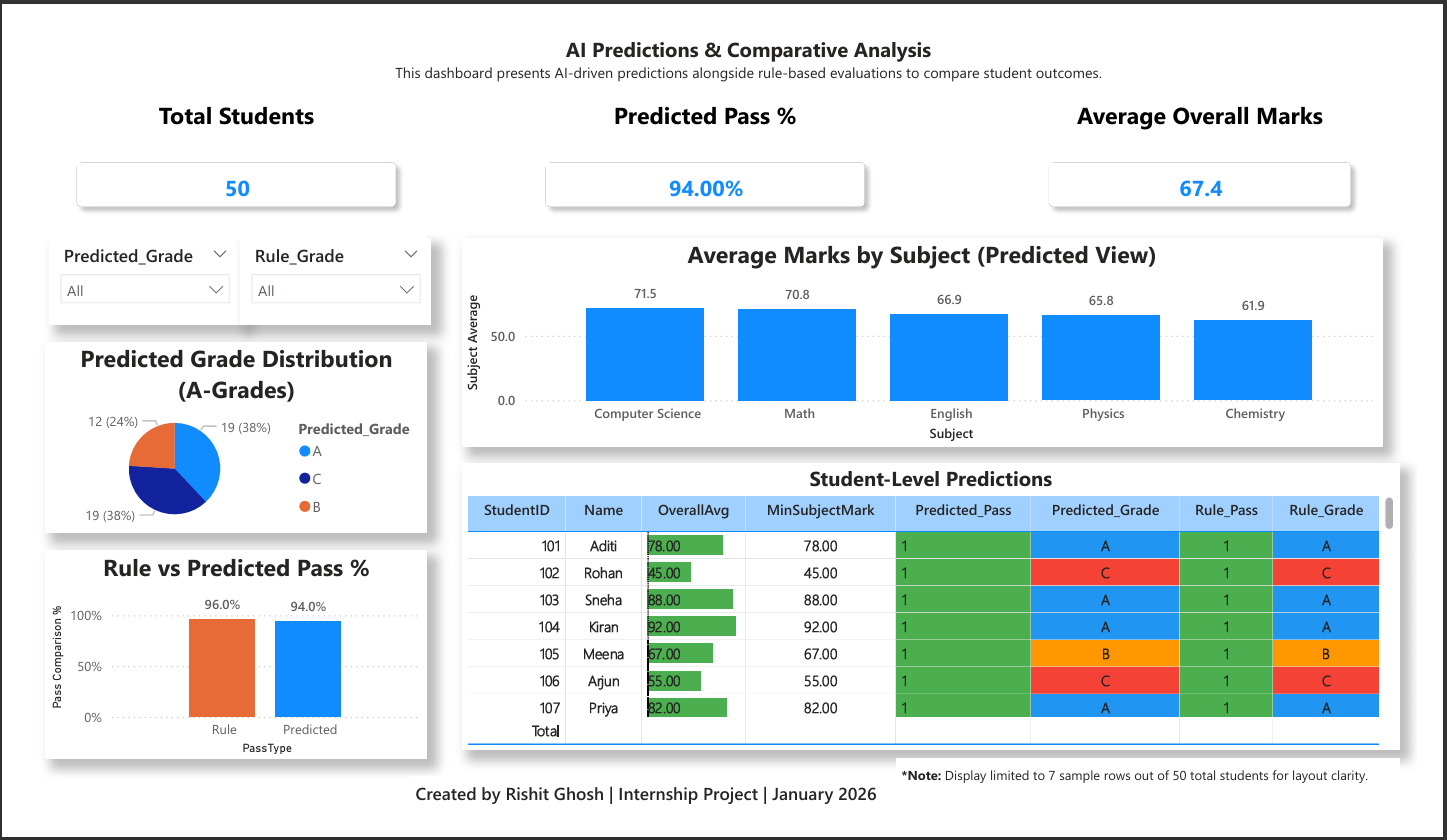 AI Predictions & Comparative Analysis
This dashboard presents AI-driven predictions alongside rule-based evaluations to compare student outcomes.
Total Students
Predicted Pass %
Average Overall Marks
50
94.00%
67.4
Predicted_Grade
All
Rule_Grade
All
Average Marks by Subject (Predicted View)
Subject Average
50.0
0.0
71.5
70.8
66.9
65.8
61.9
Computer Science
Math
English
Physics
Chemistry
Subject
Predicted Grade Distribution
(A-Grades)
12 (24%)
19 (38%)
19 (38%)
Predicted_Grade
A
C
B
Rule vs Predicted Pass %
Pass Comparison %
100%
50%
0%
96.0%
94.0%
Rule
Predicted
PassType
Student-Level Predictions
StudentID Name OverallAvg MinSubjectMark Predicted_Pass Predicted_Grade Rule_Pass Rule_Grade
101 Aditi 78.00 78.00 1 A 1 A
102 Rohan 45.00 45.00 1 C 1 C
103 Sneha 88.00 88.00 1 A 1 A
104 Kiran 92.00 92.00 1 A 1 A
105 Meena 67.00 67.00 1 B 1 B
106 Arjun 55.00 55.00 1 C 1 C
107 Priya 82.00 82.00 1 A 1 A
Total
*Note: Display limited to 7 sample rows out of 50 total students for layout clarity.
Created by Rishit Ghosh | Internship Project | January 2026